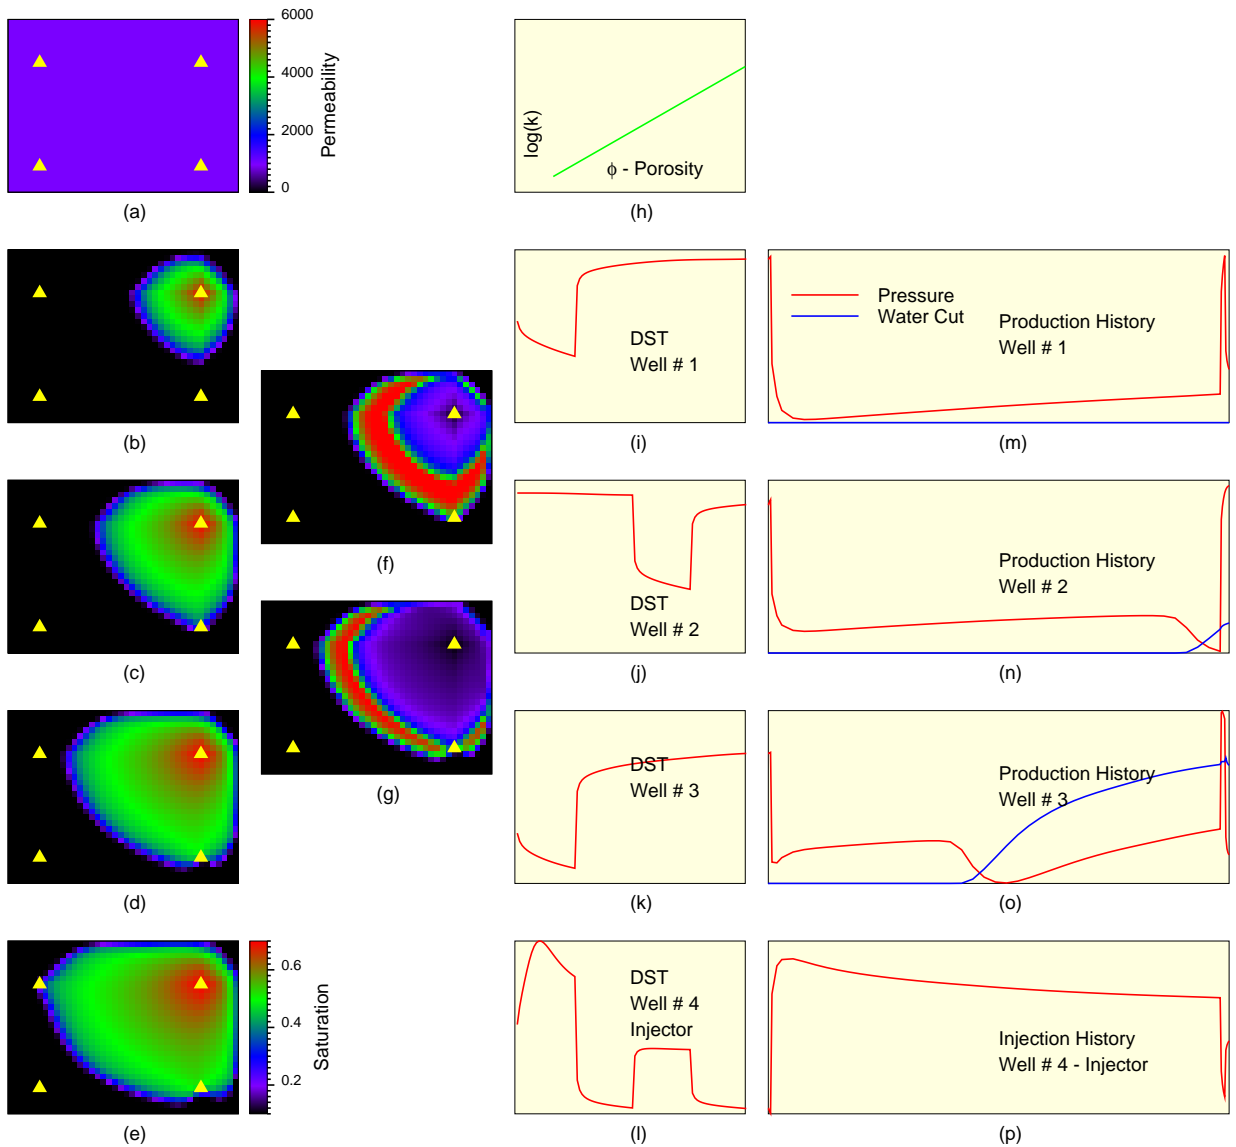 6000
4000
2000
0
Permeability
(a)
log(k)
ϕ - Porosity
(h)
(b)
DST
Well # 1
(i)
Pressure
Water Cut
Production History
Well # 1
(m)
(f)
(c)
DST
Well # 2
(j)
Production History
Well # 2
(n)
(g)
(d)
DST
Well # 3
(k)
Production History
Well # 3
(o)
0.6
0.4
0.2
Saturation
(e)
DST
Well # 4
Injector
(l)
Injection History
Well # 4 - Injector
(p)